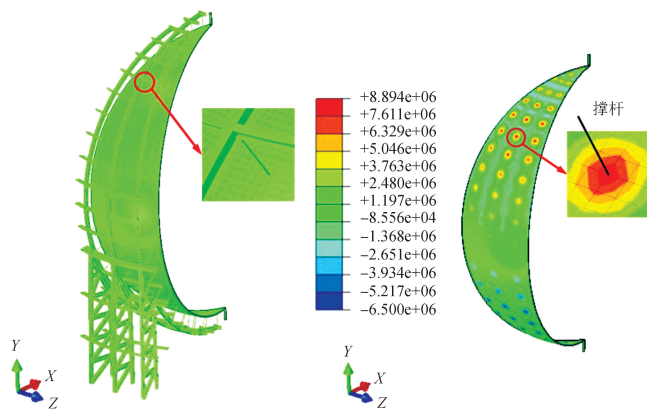 +8.894e+06
+7.611e+06
+6.329e+06
+5.046e+06
+3.763e+06
+2.480e+06
+1.197e+06
-8.556e+04
-1.368e+06
-2.651e+06
-3.934e+06
-5.217e+06
-6.500e+06
撑杆
Y
X
Z
Y
X
Z